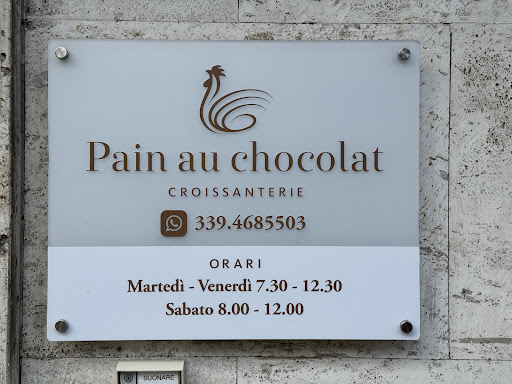 Pain au chocolat
CROISSANTERIE
339.4685503
ORARI
Martedì - Venerdì 7.30 - 12.30
Sabato 8.00 - 12.00
SUONARE